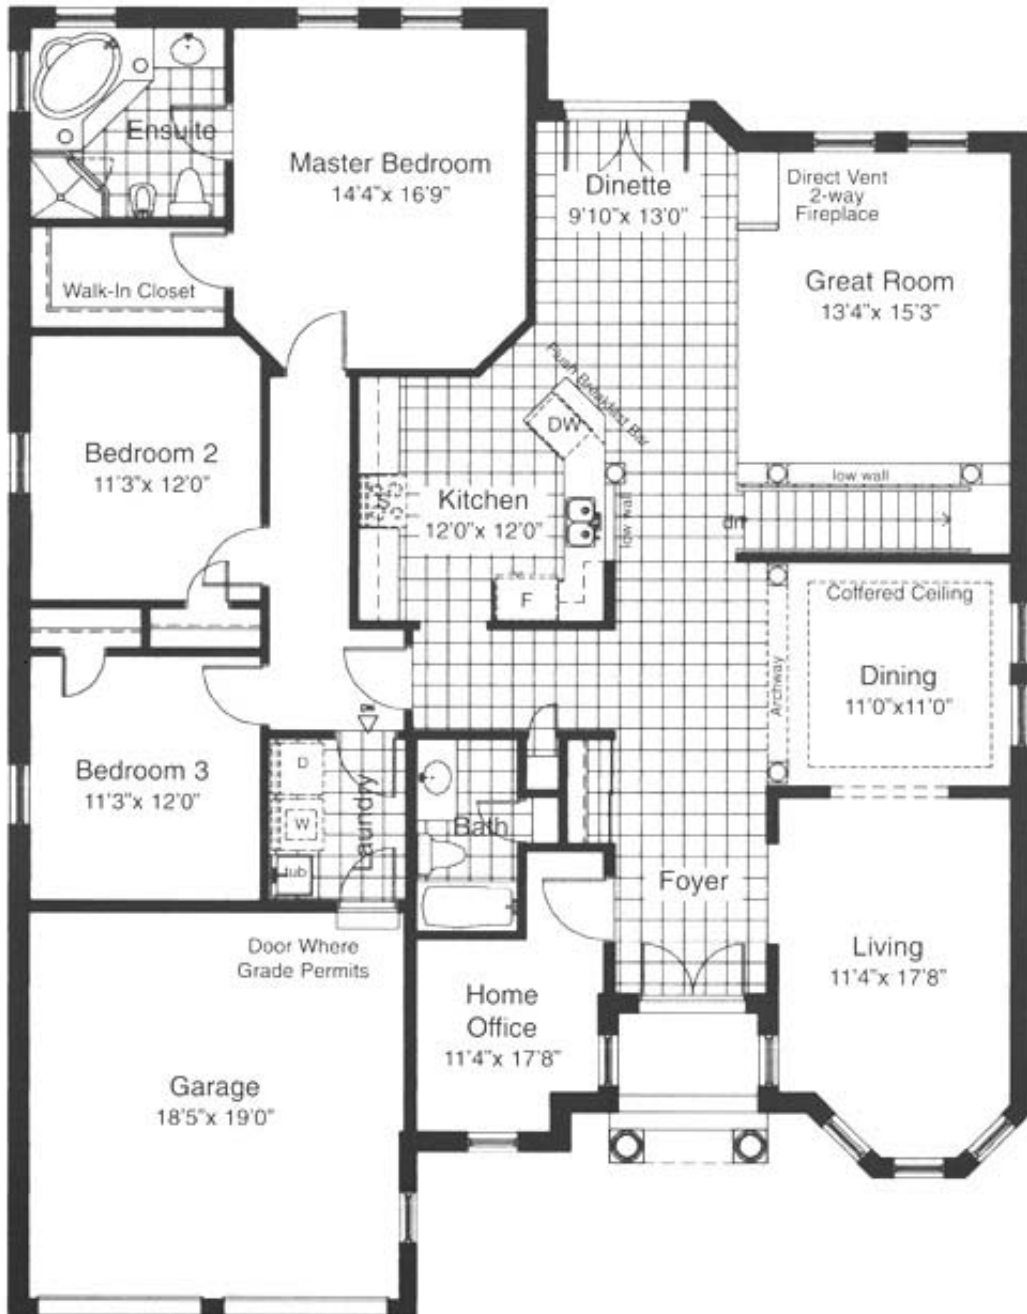 Ensuite
Master Bedroom
14'4"x 16'9"
Dinette
9'10"x 13'0"
Direct Vent
2-way
Fireplace
Great Room
13'4"x 15'3"
Walk-In Closet
Flush Breakfast Bar
DW
Bedroom 2
11'3"x 12'0"
S
Kitchen
12'0"x 12'0"
low wall
low wall
dn
F
Coffered Ceiling
Archway
Dining
11'0"x11'0"
Bedroom 3
11'3"x 12'0"
D
W
tub
Laundry
Bath
Foyer
Door Where
Grade Permits
Living
11'4"x 17'8"
Home
Office
11'4"x 17'8"
Garage
18'5"x 19'0"